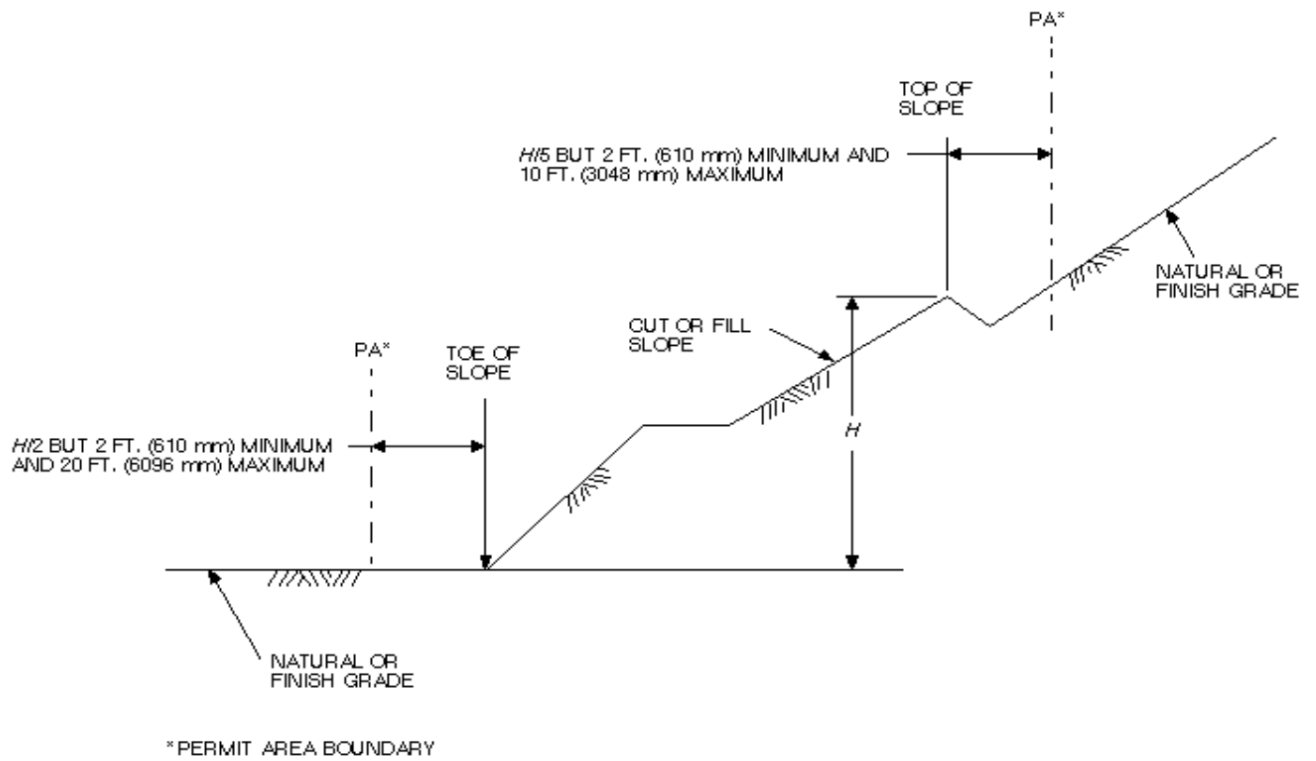 PA*
TOP OF
SLOPE
H/5 BUT 2 FT. (610 mm) MINIMUM AND
10 FT. (3048 mm) MAXIMUM
NATURAL OR
FINISH GRADE
CUT OR FILL
SLOPE
PA*
TOE OF
SLOPE
H
H/2 BUT 2 FT. (610 mm) MINIMUM
AND 20 FT. (6096 mm) MAXIMUM
NATURAL OR
FINISH GRADE
*PERMIT AREA BOUNDARY